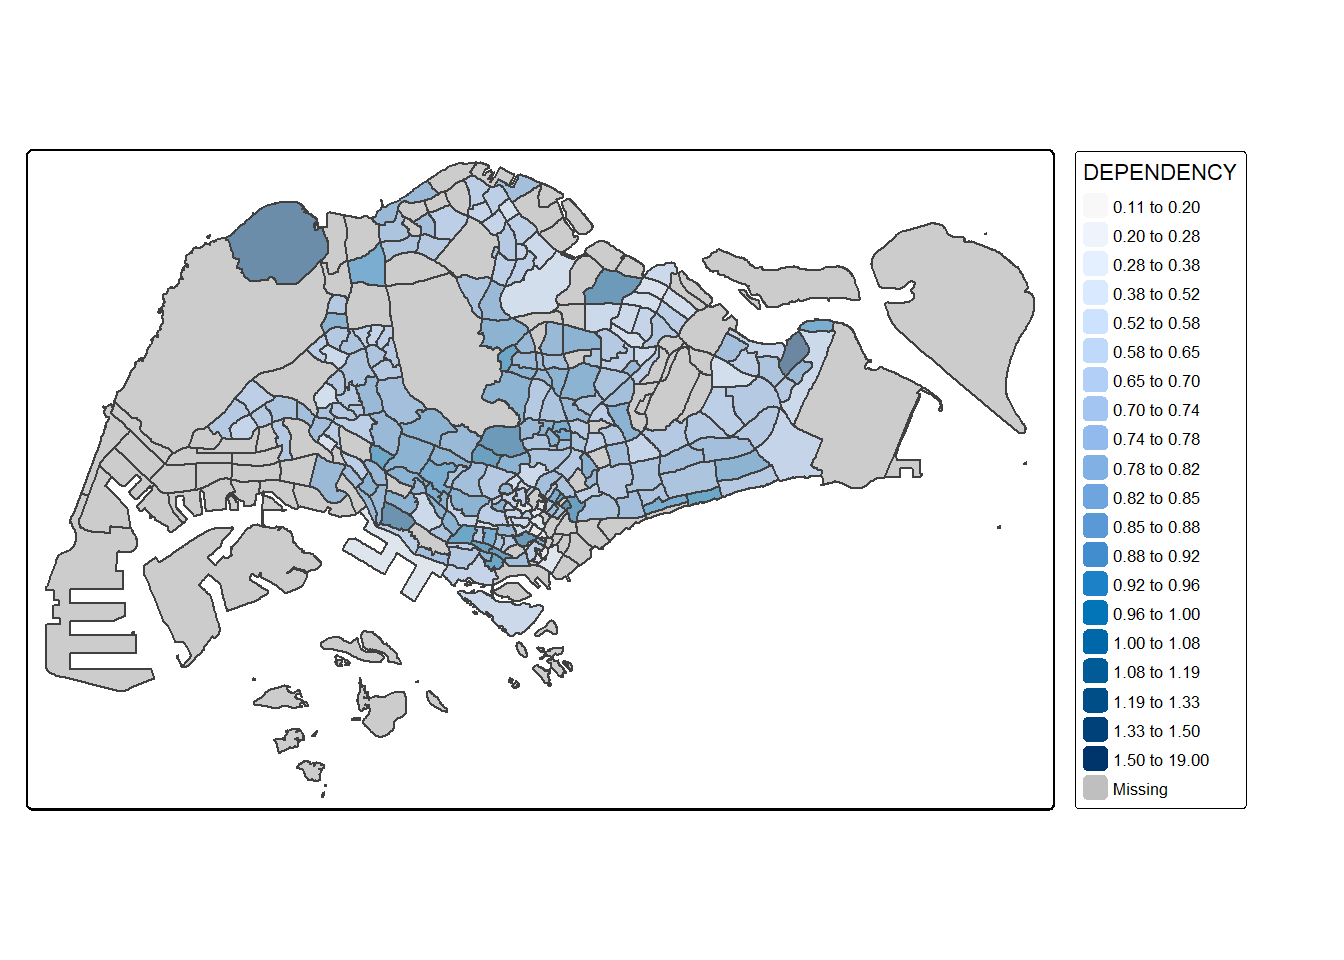 DEPENDENCY
0.11 to 0.20
0.20 to 0.28
0.28 to 0.38
0.38 to 0.52
0.52 to 0.58
0.58 to 0.65
0.65 to 0.70
0.70 to 0.74
0.74 to 0.78
0.78 to 0.82
0.82 to 0.85
0.85 to 0.88
0.88 to 0.92
0.92 to 0.96
0.96 to 1.00
1.00 to 1.08
1.08 to 1.19
1.19 to 1.33
1.33 to 1.50
1.50 to 19.00
Missing